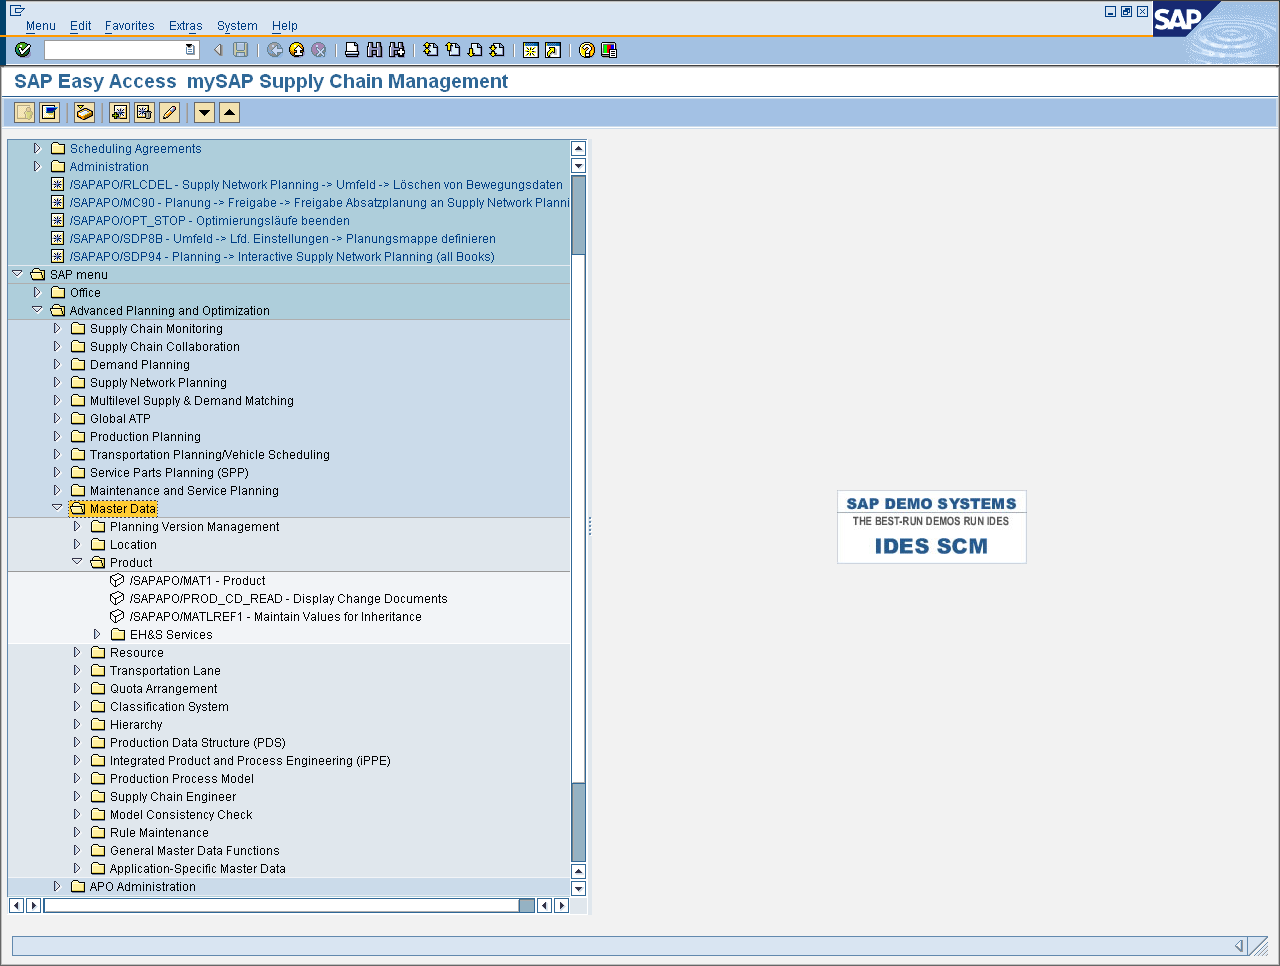 Menu Edit Favorites Extras System Help
SAP
SAP Easy Access mySAP Supply Chain Management
Scheduling Agreements
Administration
/SAPAPO/RLCDEL - Supply Network Planning -> Umfeld -> Löschen von Bewegungsdaten
/SAPAPO/MC90 - Planung -> Freigabe -> Freigabe Absatzplanung an Supply Network Planni
/SAPAPO/OPT_STOP - Optimierungsläufe beenden
/SAPAPO/SDP8B - Umfeld -> Lfd. Einstellungen -> Planungsmappe definieren
/SAPAPO/SDP94 - Planning -> Interactive Supply Network Planning (all Books)
SAP menu
Office
Advanced Planning and Optimization
Supply Chain Monitoring
Supply Chain Collaboration
Demand Planning
Supply Network Planning
Multilevel Supply & Demand Matching
Global ATP
Production Planning
Transportation Planning/Vehicle Scheduling
Service Parts Planning (SPP)
Maintenance and Service Planning
Master Data
Planning Version Management
Location
Product
/SAPAPO/MAT1 - Product
/SAPAPO/PROD_CD_READ - Display Change Documents
/SAPAPO/MATLREF1 - Maintain Values for Inheritance
EH&S Services
Resource
Transportation Lane
Quota Arrangement
Classification System
Hierarchy
Production Data Structure (PDS)
Integrated Product and Process Engineering (iPPE)
Production Process Model
Supply Chain Engineer
Model Consistency Check
Rule Maintenance
General Master Data Functions
Application-Specific Master Data
APO Administration
SAP DEMO SYSTEMS
THE BEST-RUN DEMOS RUN IDES
IDES SCM